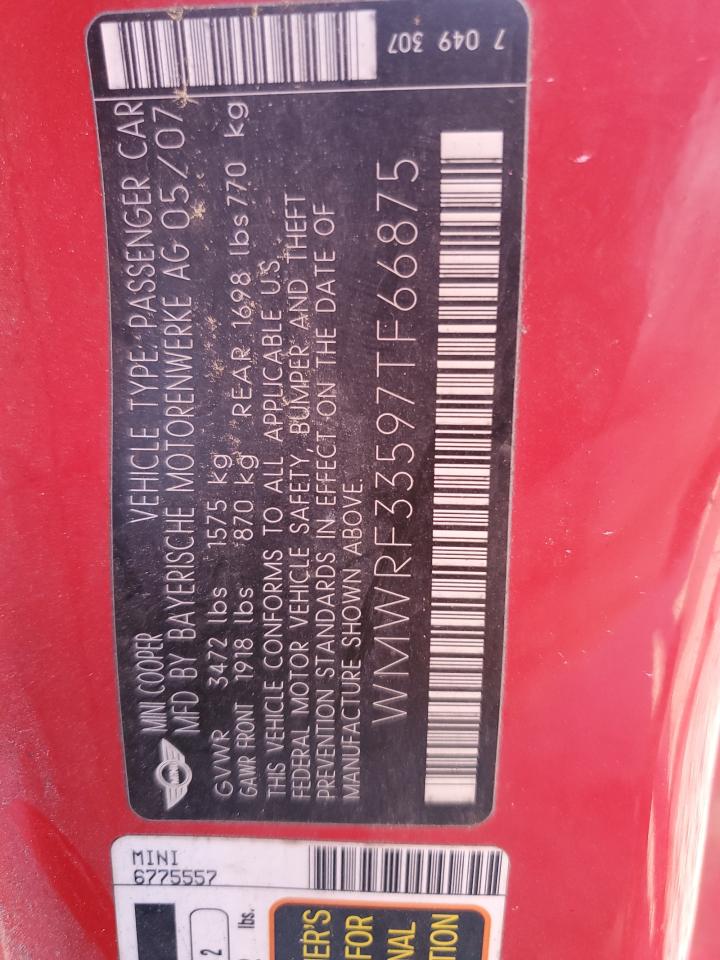 7 049 307
MINI COOPER VEHICLE TYPE: PASSENGER CAR
MFD BY BAYERISCHE MOTORENWERKE AG 05/07
GVWR 3472 lbs 1575 kg
GAWR FRONT 1918 lbs 870 kg REAR 1698 lbs 770 kg
THIS VEHICLE CONFORMS TO ALL APPLICABLE U.S.
FEDERAL MOTOR VEHICLE SAFETY, BUMPER AND THEFT
PREVENTION STANDARDS IN EFFECT ON THE DATE OF
MANUFACTURE SHOWN ABOVE.
WMWRF33597TF66875
MINI
6775557
2
lbs.
FOR